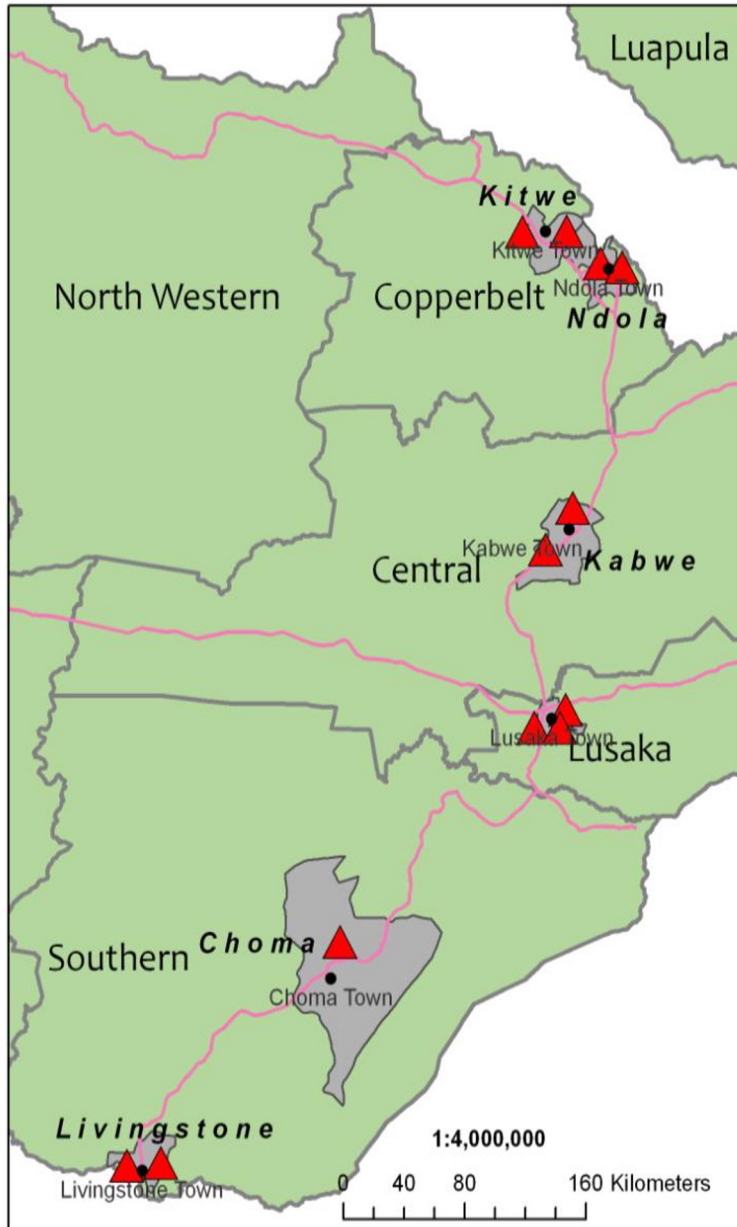 Luapula
Kitwe
Kitwe Town
North Western
Copperbelt
Ndola Town
Ndola
Kabwe Town
Central
Kabwe
Lusaka Town
Lusaka
Choma
Southern
Choma Town
Livingstone
1:4,000,000
Livingstone Town
0 40 80 160 Kilometers